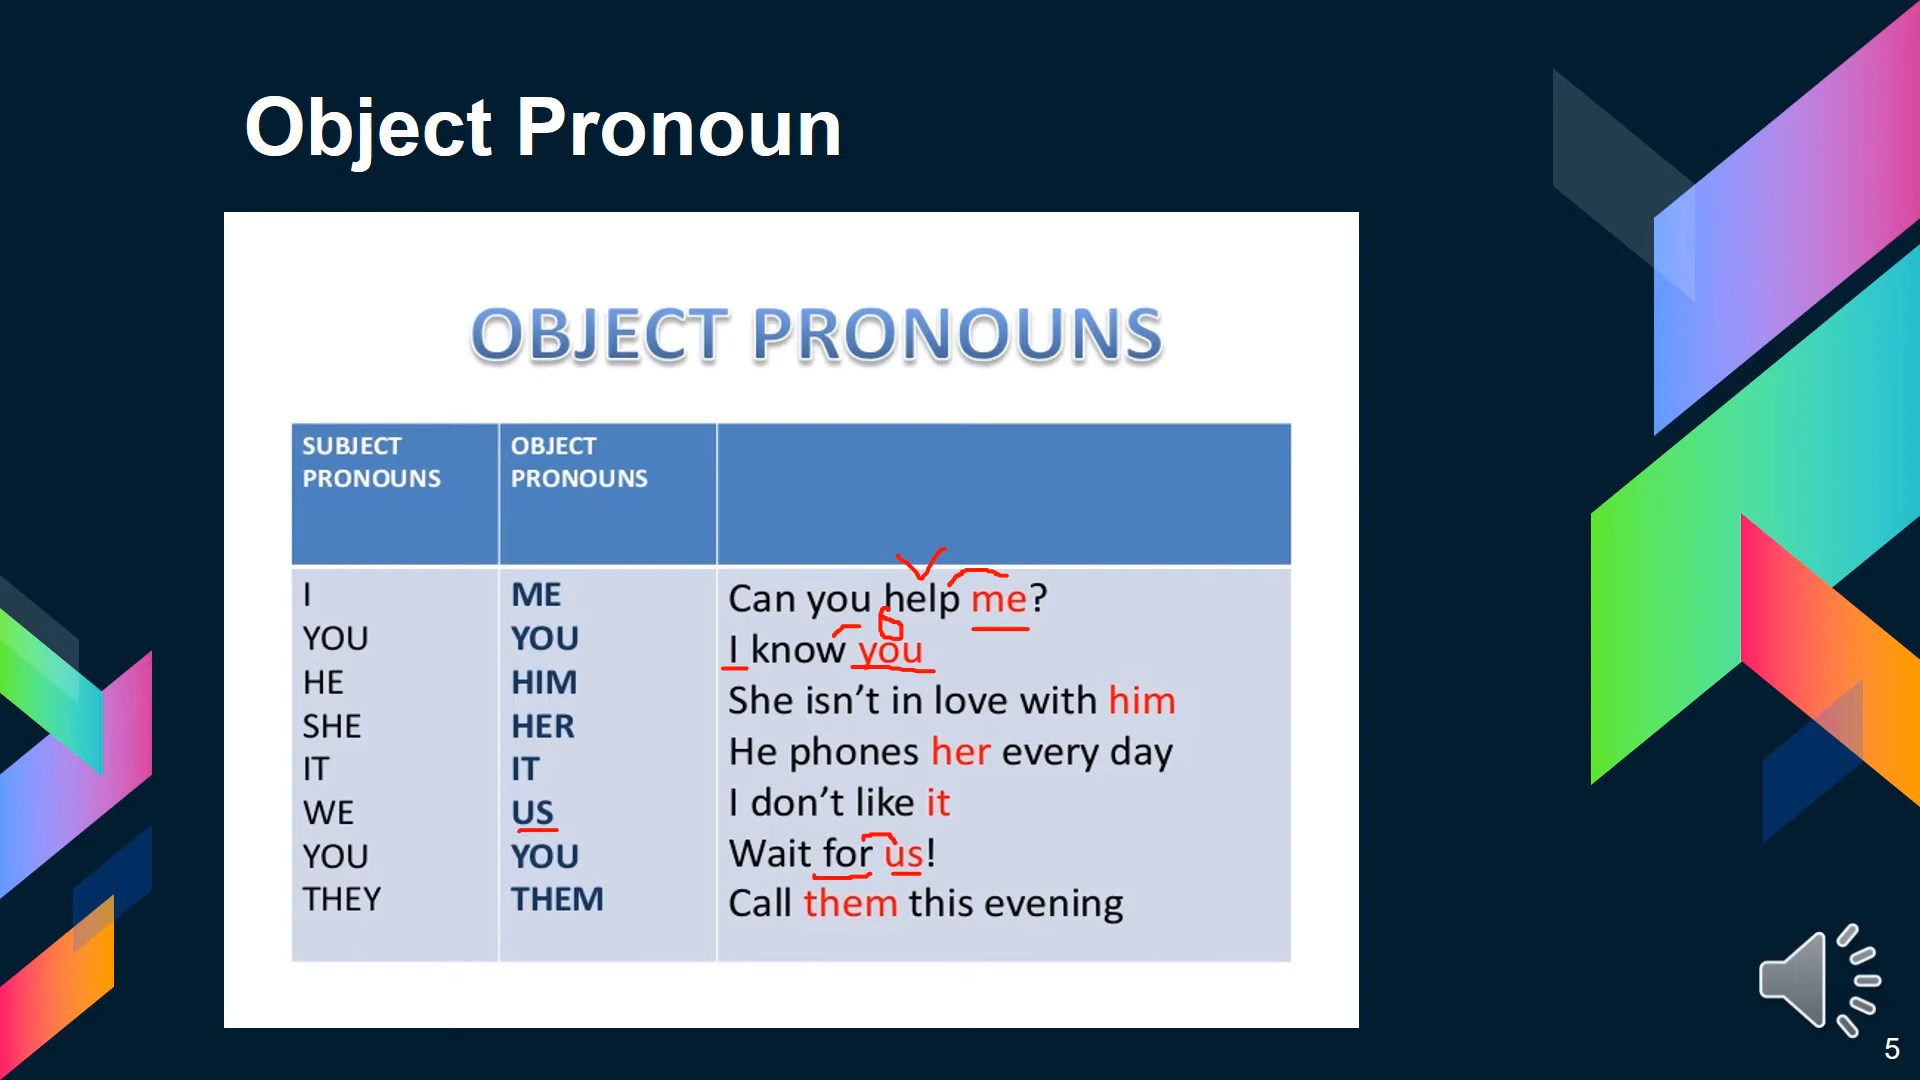 Object Pronoun
OBJECT PRONOUNS
SUBJECT
PRONOUNS
OBJECT
PRONOUNS
I
YOU
HE
SHE
IT
WE
YOU
THEY
ME
YOU
HIM
HER
IT
US
YOU
THEM
Can you help me?
I know you
She isn’t in love with him
He phones her every day
I don’t like it
Wait for us!
Call them this evening
5